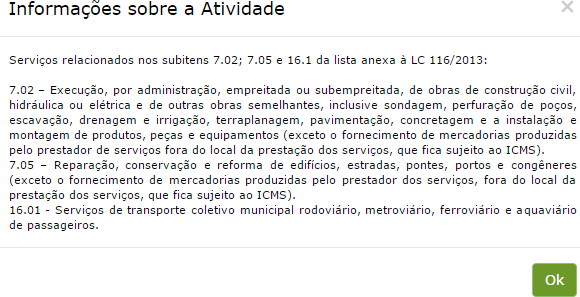 Informações sobre a Atividade
×
Serviços relacionados nos subitens 7.02; 7.05 e 16.1 da lista anexa à LC 116/2013:
7.02 – Execução, por administração, empreitada ou subempreitada, de obras de construção civil,
hidráulica ou elétrica e de outras obras semelhantes, inclusive sondagem, perfuração de poços,
escavação, drenagem e irrigação, terraplanagem, pavimentação, concretagem e a instalação e
montagem de produtos, peças e equipamentos (exceto o fornecimento de mercadorias produzidas
pelo prestador de serviços fora do local da prestação dos serviços, que fica sujeito ao ICMS).
7.05 – Reparação, conservação e reforma de edifícios, estradas, pontes, portos e congêneres
(exceto o fornecimento de mercadorias produzidas pelo prestador dos serviços, fora do local da
prestação dos serviços, que fica sujeito ao ICMS).
16.01 - Serviços de transporte coletivo municipal rodoviário, metroviário, ferroviário e aquaviário
de passageiros.
Ok